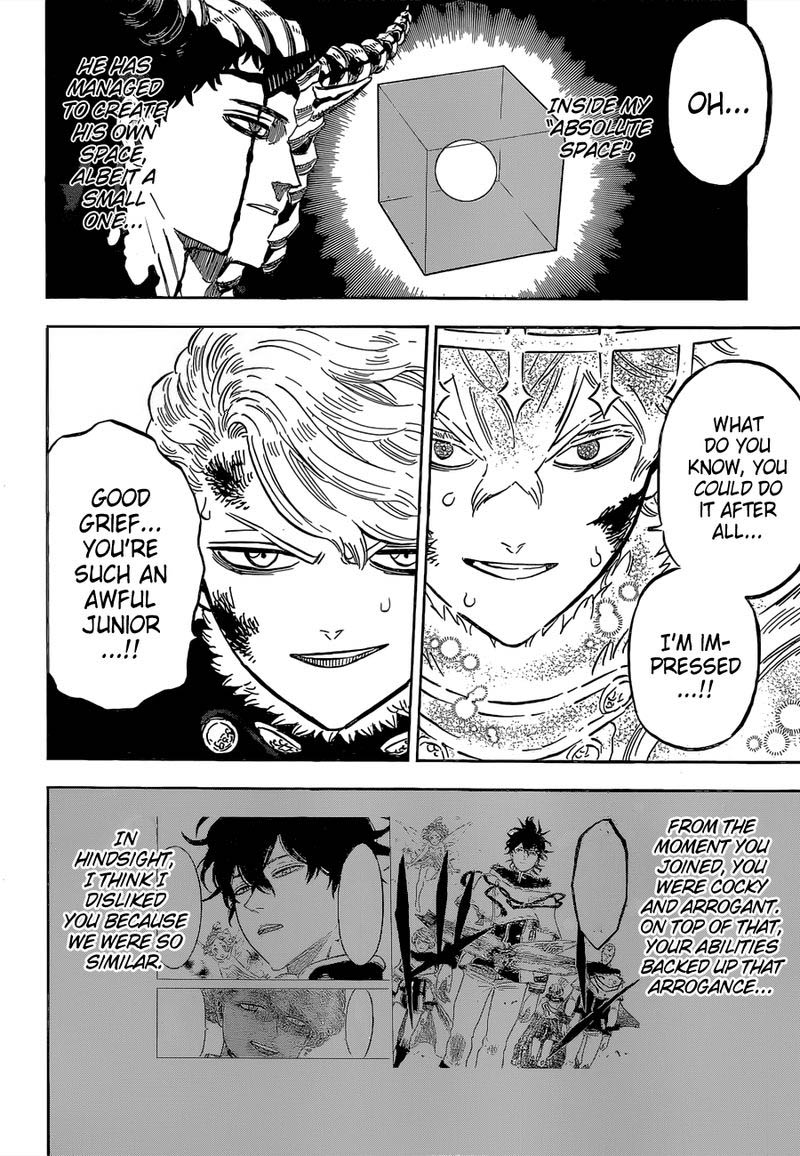 OH...
INSIDE MY
"ABSOLUTE
SPACE",
HE HAS
MANAGED
TO CREATE
HIS OWN
SPACE,
ALBEIT A
SMALL
ONE...
WHAT
DO YOU
KNOW, YOU
COULD DO
IT AFTER
ALL...
I'M IM-
PRESSED
...!!
GOOD
GRIEF...
YOU'RE
SUCH AN
AWFUL
JUNIOR
...!!
FROM THE
MOMENT YOU
JOINED, YOU
WERE COCKY
AND ARROGANT.
ON TOP OF THAT,
YOUR ABILITIES
BACKED UP THAT
ARROGANCE...
IN
HINDSIGHT,
I THINK I
DISLIKED
YOU BECAUSE
WE WERE SO
SIMILAR.